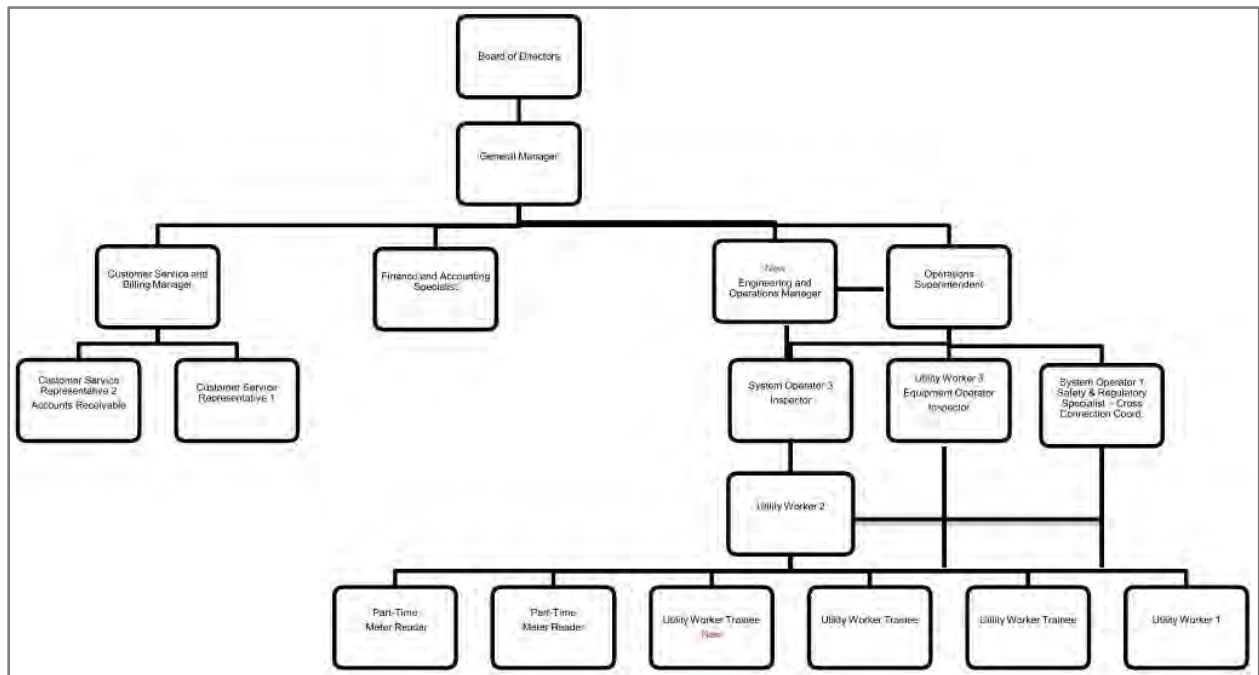 Board of Directors
General Manager
Customer Service and
Billing Manager
Finance and Accounting
Specialist
New
Engineering and
Operations Manager
Operations
Superintendent
Customer Service
Representative 2
Accounts Receivable
Customer Service
Representative 1
System Operator 3
Inspector
Utility Worker 3
Equipment Operator
Inspector
System Operator 1
Safety & Regulatory
Specialist – Cross
Connection Coord.
Utility Worker 2
Part-Time
Meter Reader
Part-Time
Meter Reader
Utility Worker Trainee
New
Utility Worker Trainee
Utility Worker Trainee
Utility Worker 1